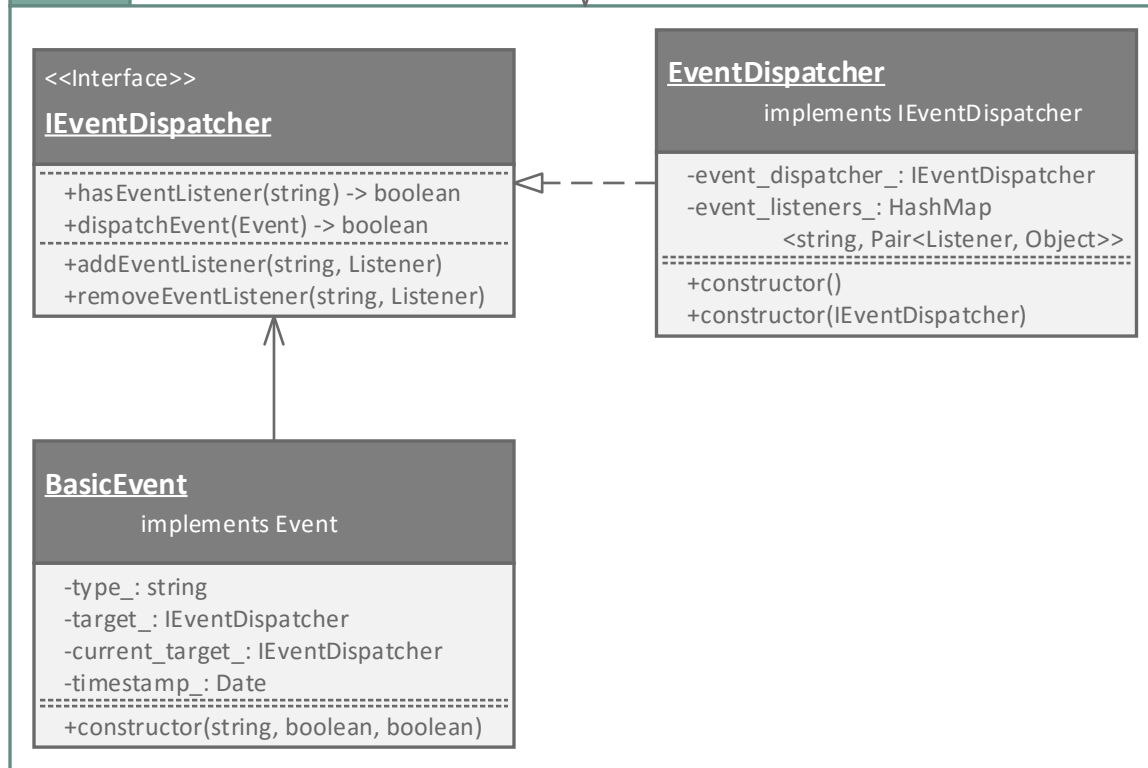 <<Interface>>
IEventDispatcher
+hasEventListener(string) -> boolean
+dispatchEvent(Event) -> boolean
+addEventListener(string, Listener)
+removeEventListener(string, Listener)
EventDispatcher
implements IEventDispatcher
-event_dispatcher_: IEventDispatcher
-event_listeners_: HashMap
<string, Pair<Listener, Object>>
+constructor()
+constructor(IEventDispatcher)
BasicEvent
implements Event
-type_: string
-target_: IEventDispatcher
-current_target_: IEventDispatcher
-timestamp_: Date
+constructor(string, boolean, boolean)